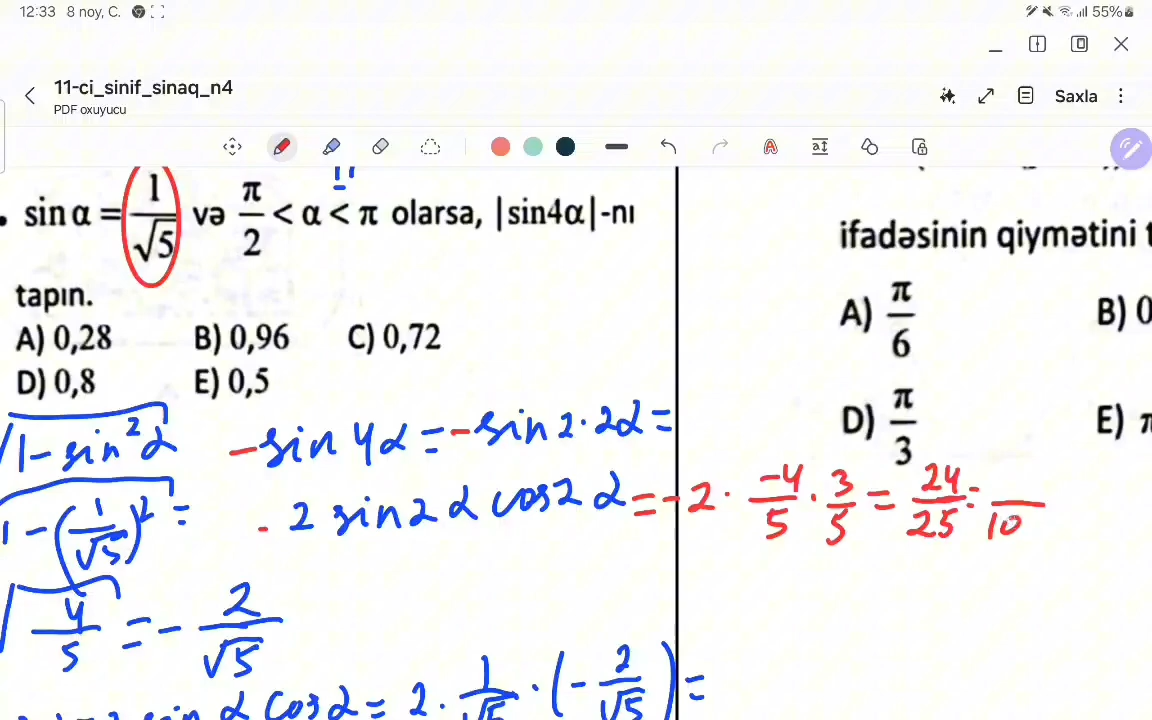 12:33 8 noy, C. 55%
11-ci_sinif_sinaq_n4
PDF oxuyucu
Saxla
. sin α = 1/√5 və π/2 < α < π olarsa, |sin4α|-nı
tapın.
A) 0,28 B) 0,96 C) 0,72
D) 0,8 E) 0,5
√1 - sin²α
1 - (1/√5)² =
√4/5 = - 2/√5
- sin 4α = - sin 2·2α =
- 2 sin 2α cos 2α = - 2 · -4/5 · 3/5 = 24/25 = /10
sin α cos α = 2 · 1/√5 · (- 2/√5) =
ifadəsinin qiymətini t
A) π/6 B) 0
D) π/3 E) π